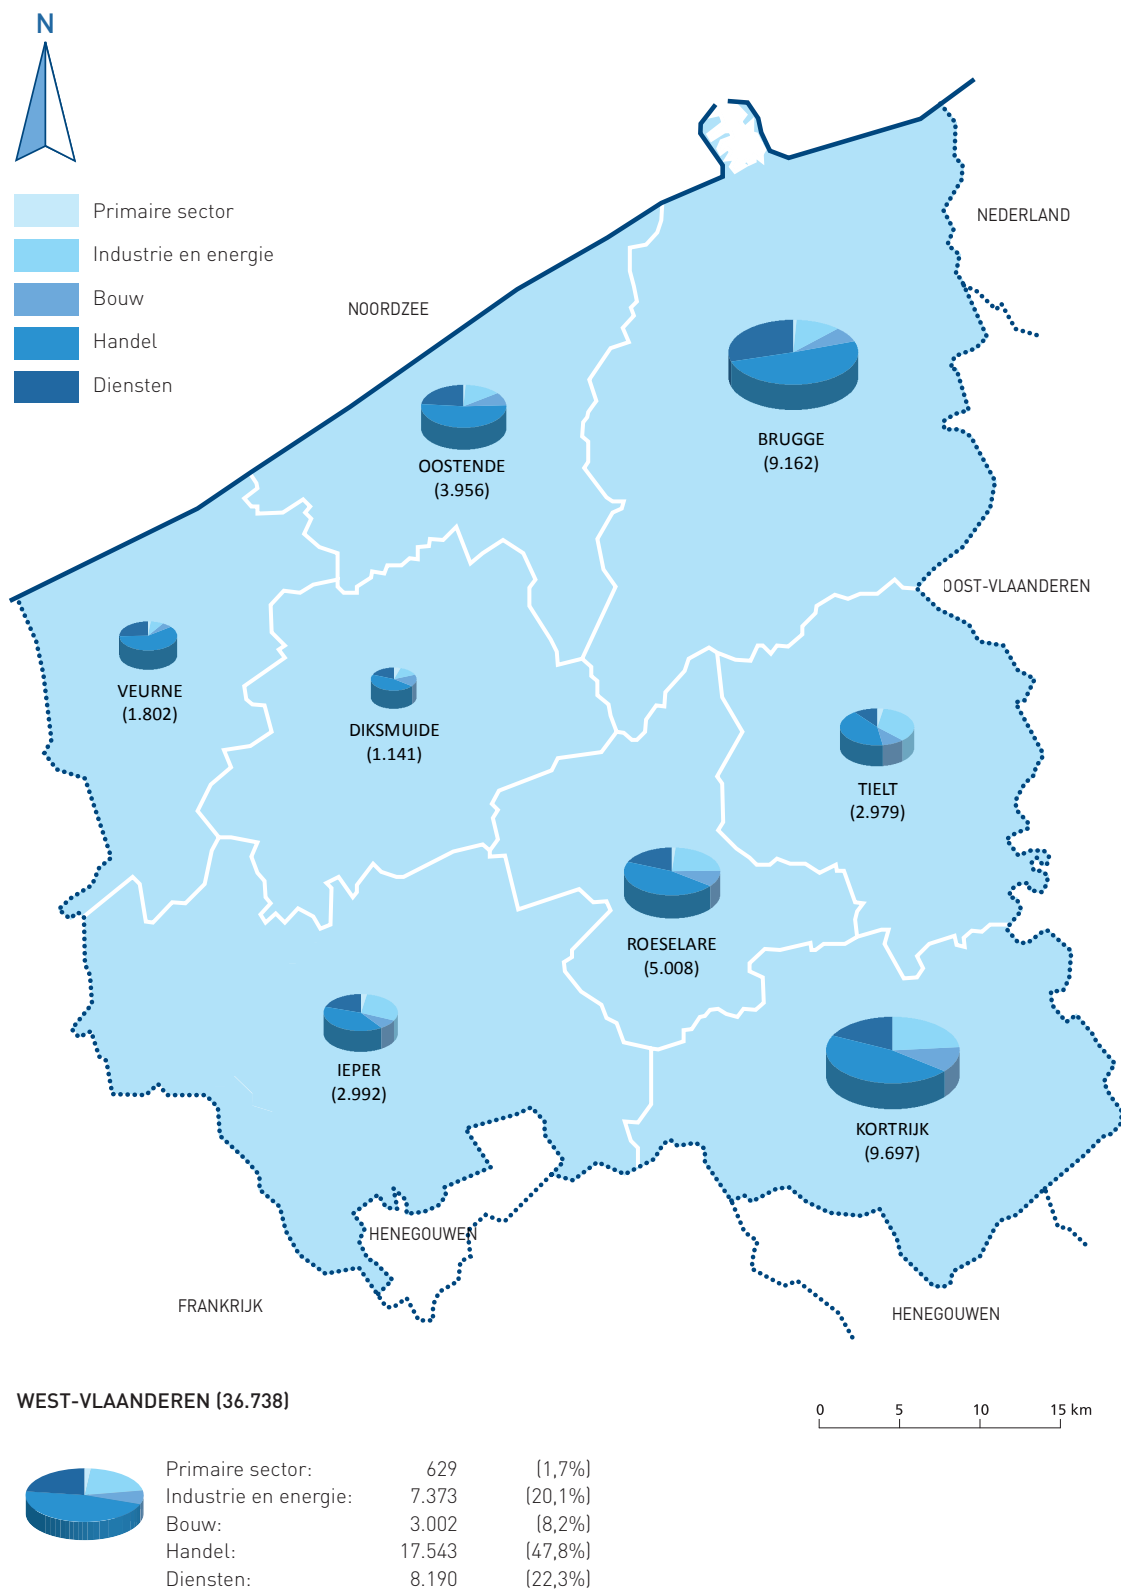 N
Primaire sector
Industrie en energie
Bouw
Handel
Diensten
NEDERLAND
NOORDZEE
BRUGGE
(9.162)
OOSTENDE
(3.956)
OOST-VLAANDEREN
VEURNE
(1.802)
DIKSMUIDE
(1.141)
TIELT
(2.979)
ROESELARE
(5.008)
IEPER
(2.992)
KORTRIJK
(9.697)
HENEGOUWEN
FRANKRIJK
HENEGOUWEN
WEST-VLAANDEREN (36.738)
0 5 10 15 km
Primaire sector: 629 (1,7%)
Industrie en energie: 7.373 (20,1%)
Bouw: 3.002 (8,2%)
Handel: 17.543 (47,8%)
Diensten: 8.190 (22,3%)